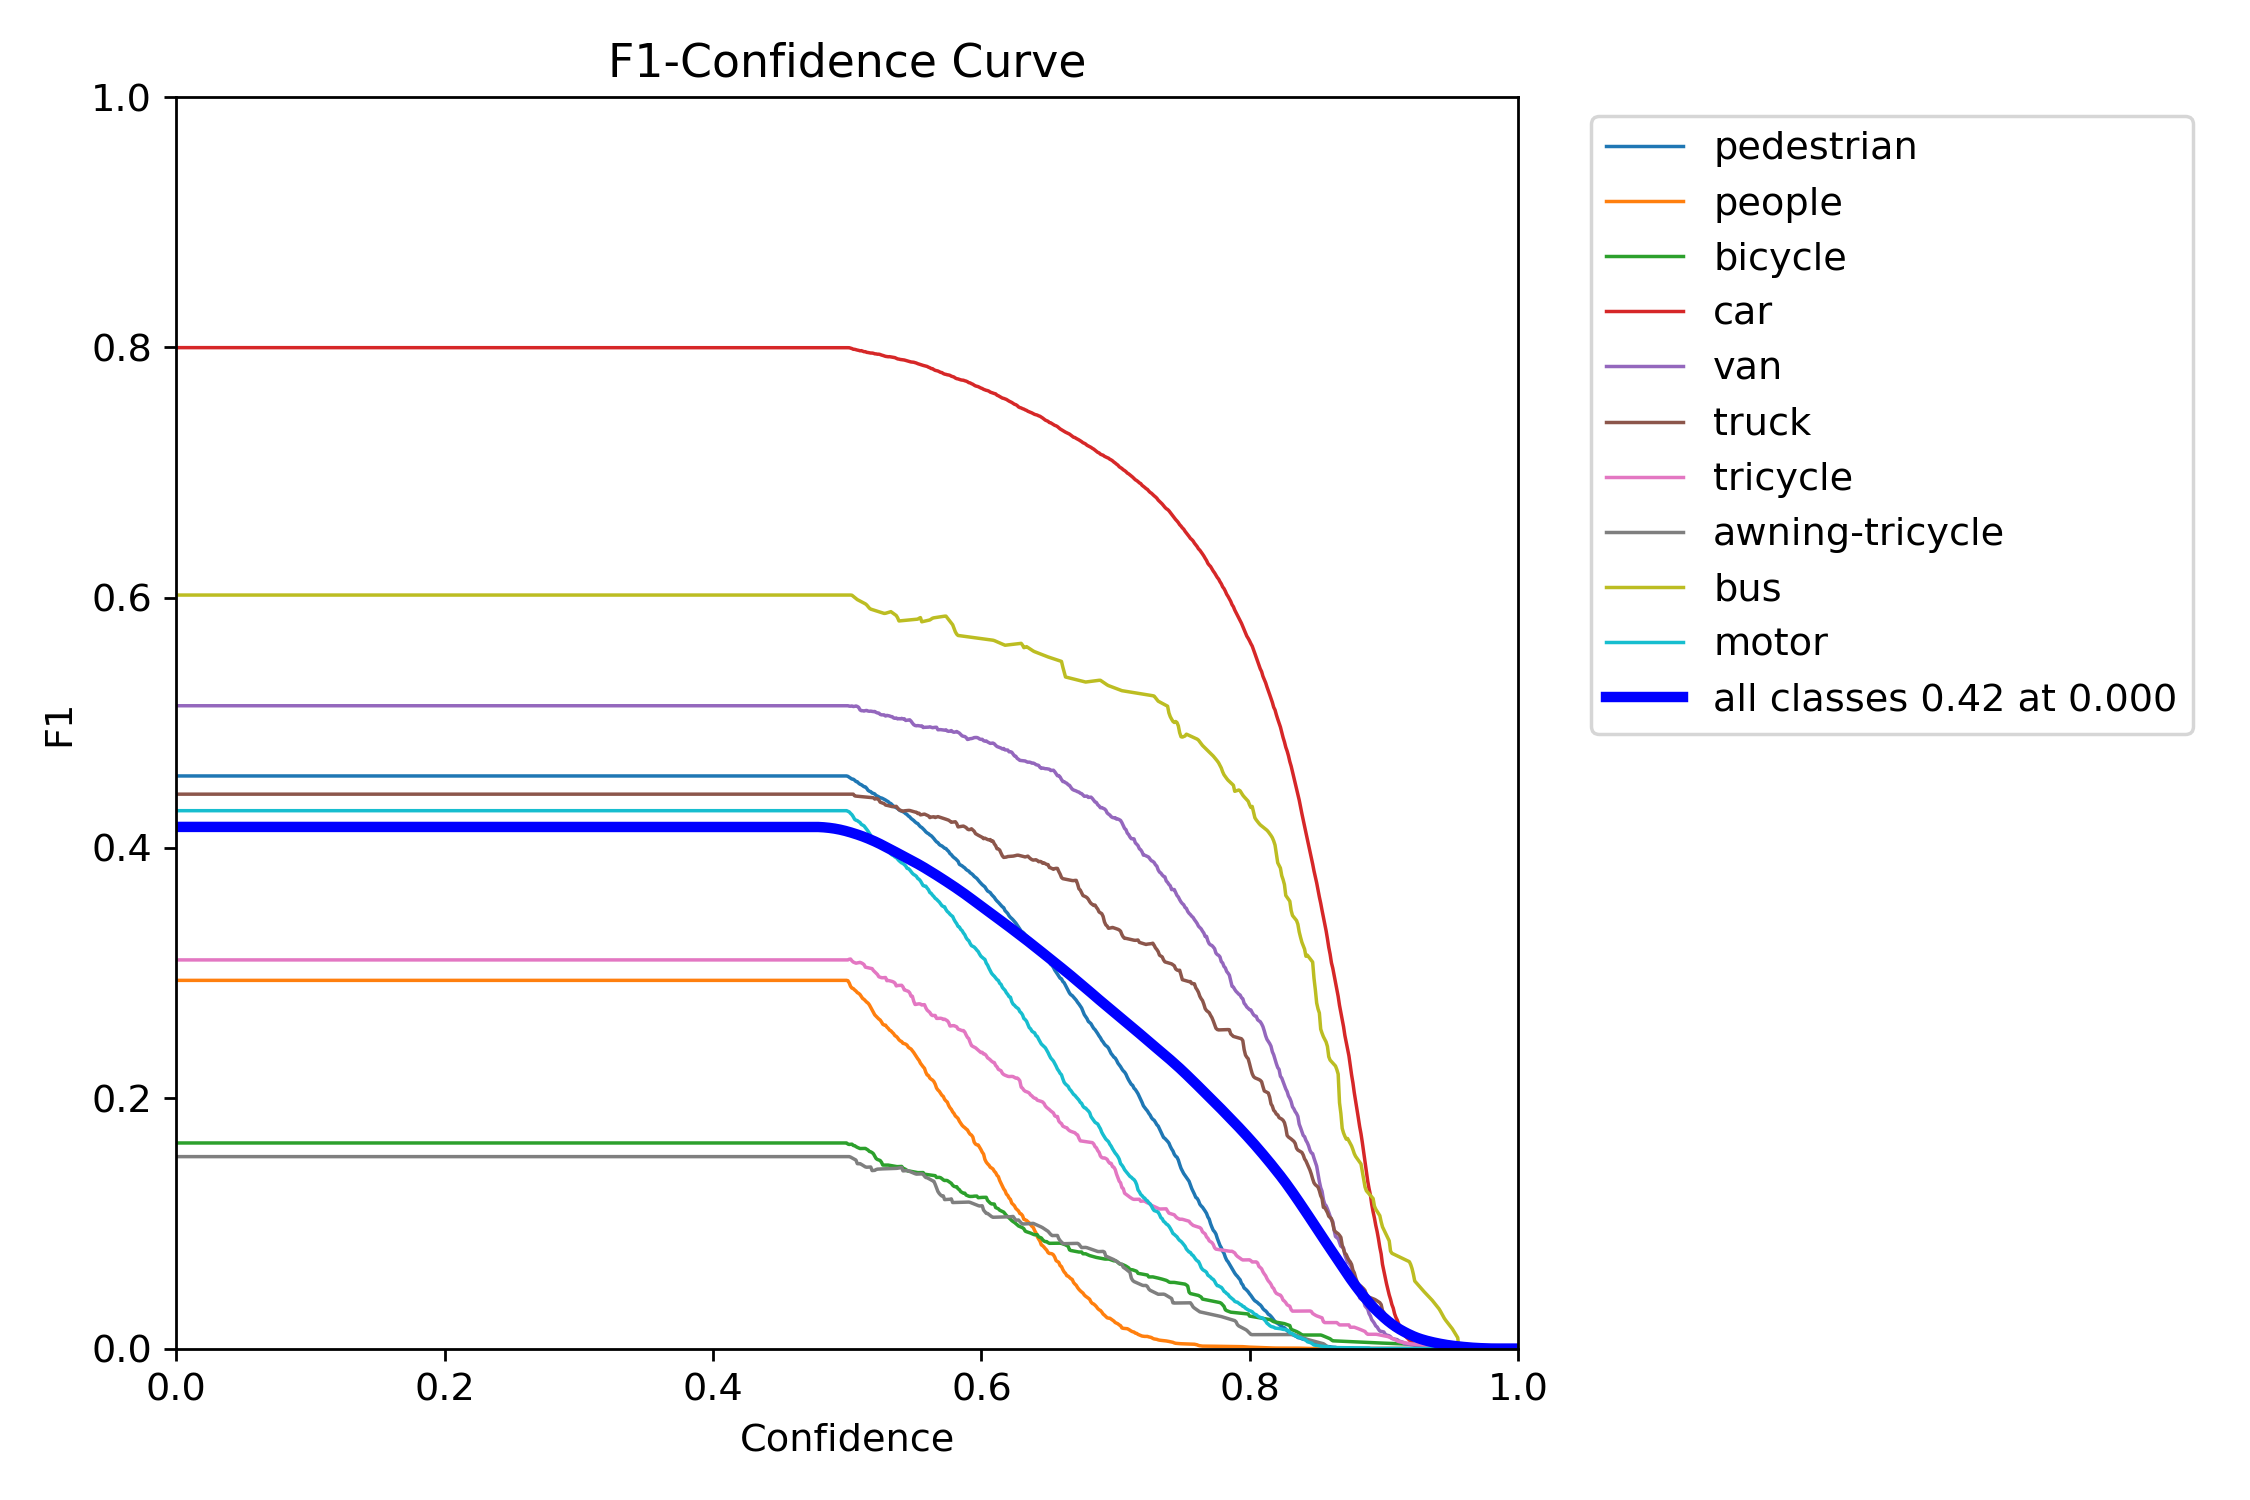 F1-Confidence Curve
1.0
0.8
0.6
0.4
0.2
0.0
F1
0.0 0.2 0.4 0.6 0.8 1.0
Confidence
pedestrian
people
bicycle
car
van
truck
tricycle
awning-tricycle
bus
motor
all classes 0.42 at 0.000